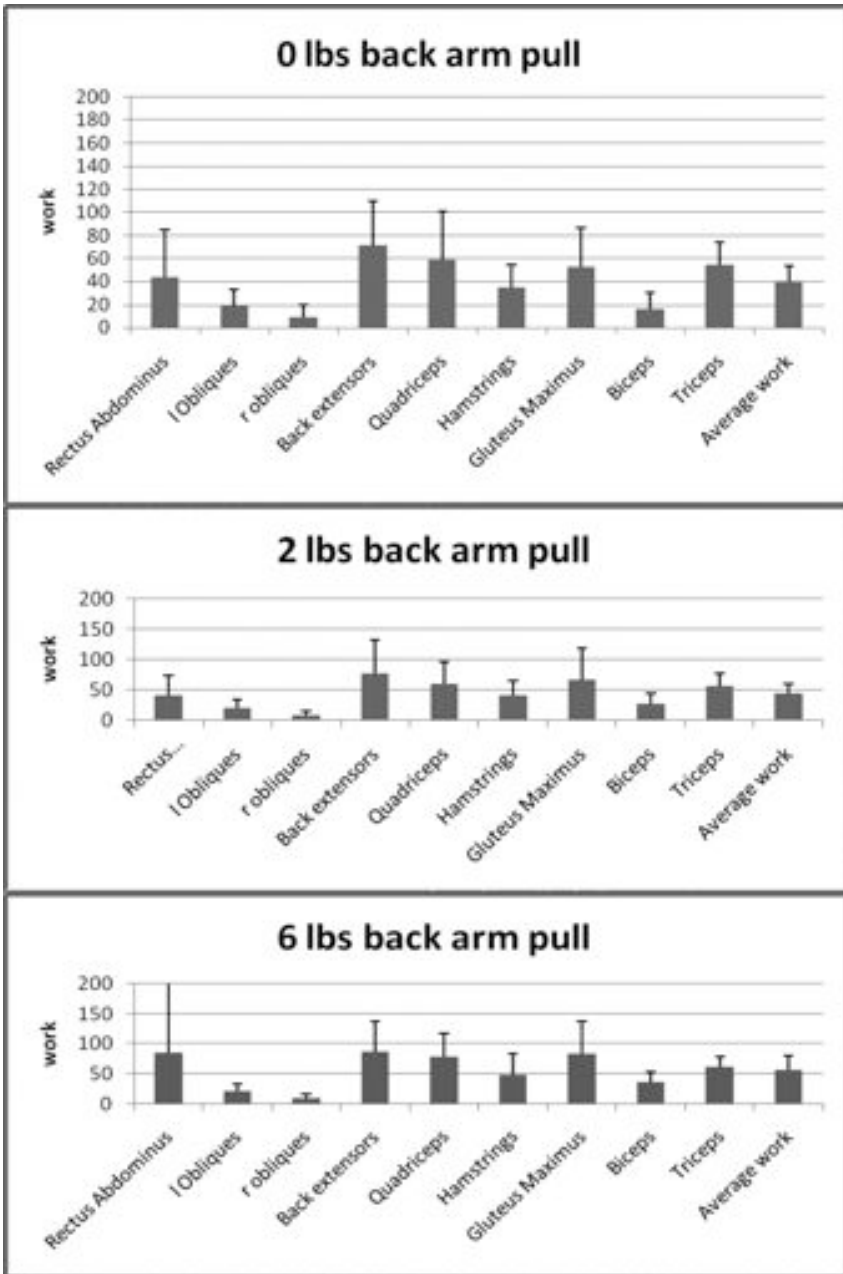 0 lbs back arm pull
200
180
160
140
120
100
80
60
40
20
0
work
Rectus Abdominus
l Obliques
r obliques
Back extensors
Quadriceps
Hamstrings
Gluteus Maximus
Biceps
Triceps
Average work
2 lbs back arm pull
200
150
100
50
0
work
Rectus...
l Obliques
r obliques
Back extensors
Quadriceps
Hamstrings
Gluteus Maximus
Biceps
Triceps
Average work
6 lbs back arm pull
200
150
100
50
0
work
Rectus Abdominus
l Obliques
r obliques
Back extensors
Quadriceps
Hamstrings
Gluteus Maximus
Biceps
Triceps
Average work